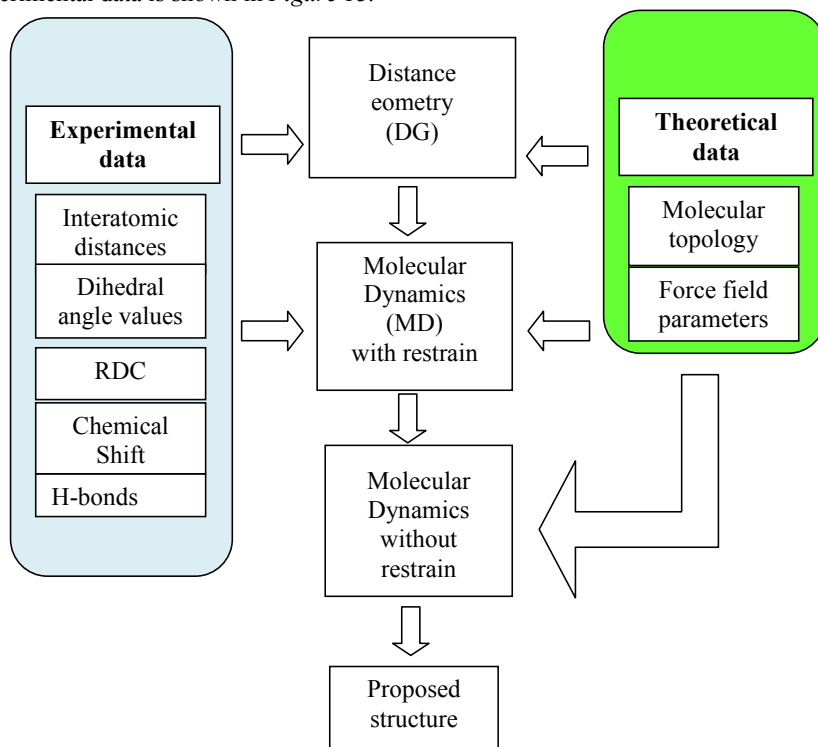 erimental data is shown in Figure 13.
Distance
eometry
(DG)
Experimental
data
Theoretical
data
Interatomic
distances
Molecular
topology
Dihedral
angle values
Molecular
Dynamics
(MD)
with restrain
Force field
parameters
RDC
Chemical
Shift
H-bonds
Molecular
Dynamics
without
restrain
Proposed
structure